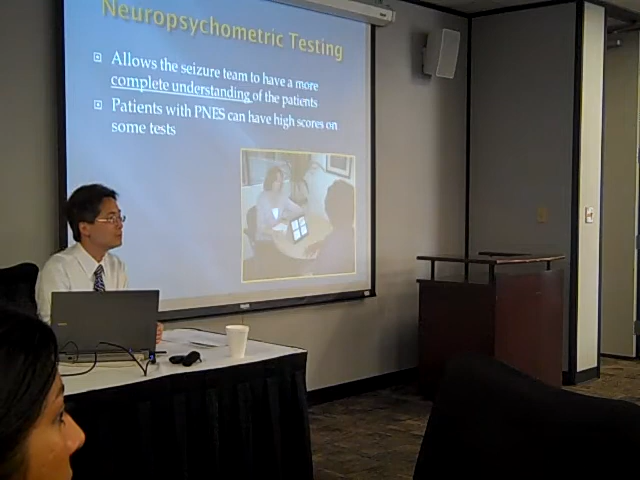 Neuropsychometric Testing
Allows the seizure team to have a more
complete understanding of the patients
Patients with PNES can have high scores on
some tests